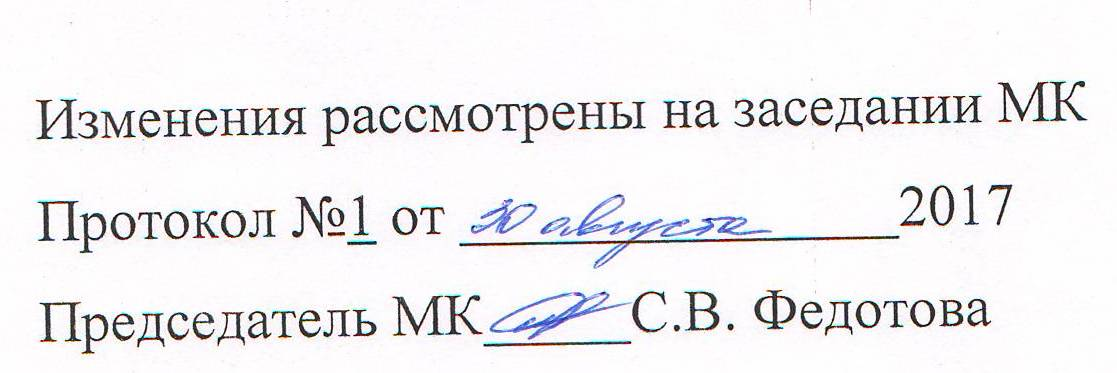 Изменения рассмотрены на заседании МК
Протокол №1 от 30 августа 2017
Председатель МК С.В. Федотова